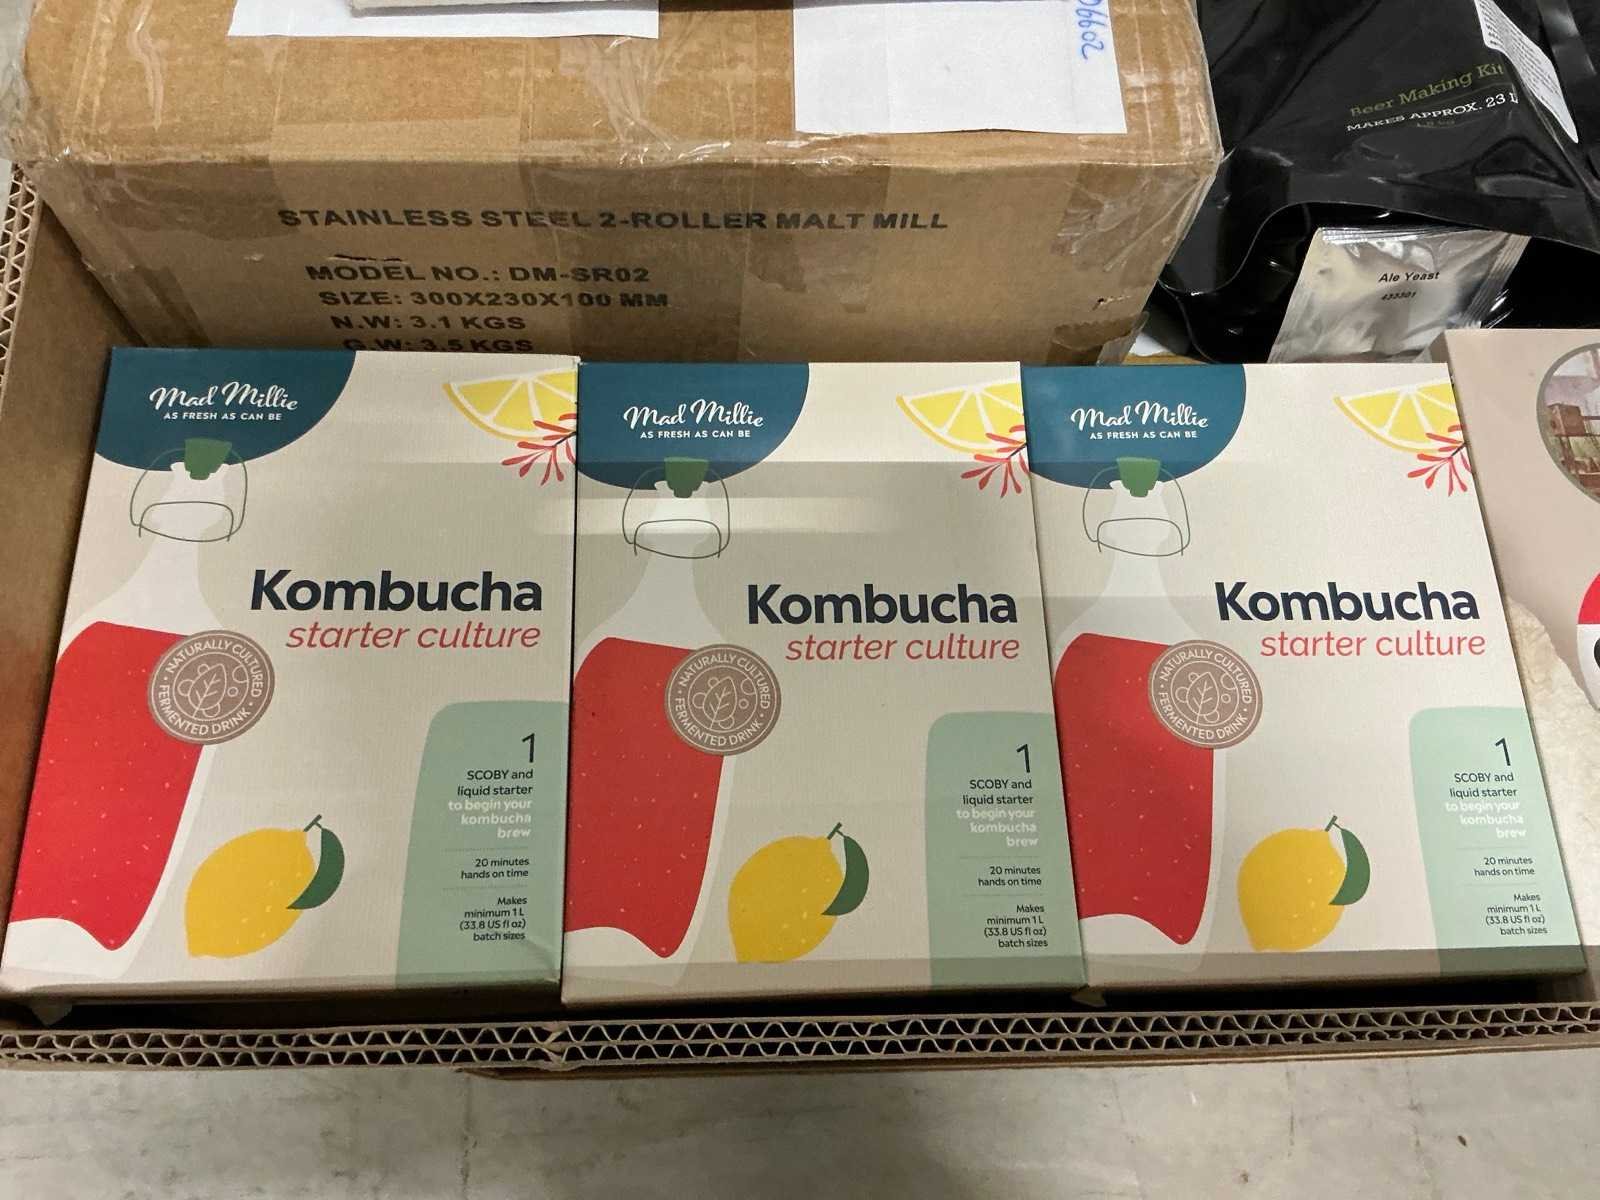 06602
Beer Making Kit
MAKES APPROX. 23 L
STAINLESS STEEL 2-ROLLER MALT MILL
MODEL NO.: DM-SR02
SIZE: 300X230X100 MM
N.W: 3.1 KGS
G.W: 3.5 KGS
Ale Yeast
Mad Millie
AS FRESH AS CAN BE
Kombucha
starter culture
NATURALLY CULTURED
FERMENTED DRINK
1
SCOBY and
liquid starter
to begin your
kombucha
brew
20 minutes
hands on time
Makes
minimum 1 L
(33.8 US fl oz)
batch sizes
Mad Millie
AS FRESH AS CAN BE
Kombucha
starter culture
NATURALLY CULTURED
FERMENTED DRINK
1
SCOBY and
liquid starter
to begin your
kombucha
brew
20 minutes
hands on time
Makes
minimum 1 L
(33.8 US fl oz)
batch sizes
Mad Millie
AS FRESH AS CAN BE
Kombucha
starter culture
NATURALLY CULTURED
FERMENTED DRINK
1
SCOBY and
liquid starter
to begin your
kombucha
brew
20 minutes
hands on time
Makes
minimum 1 L
(33.8 US fl oz)
batch sizes